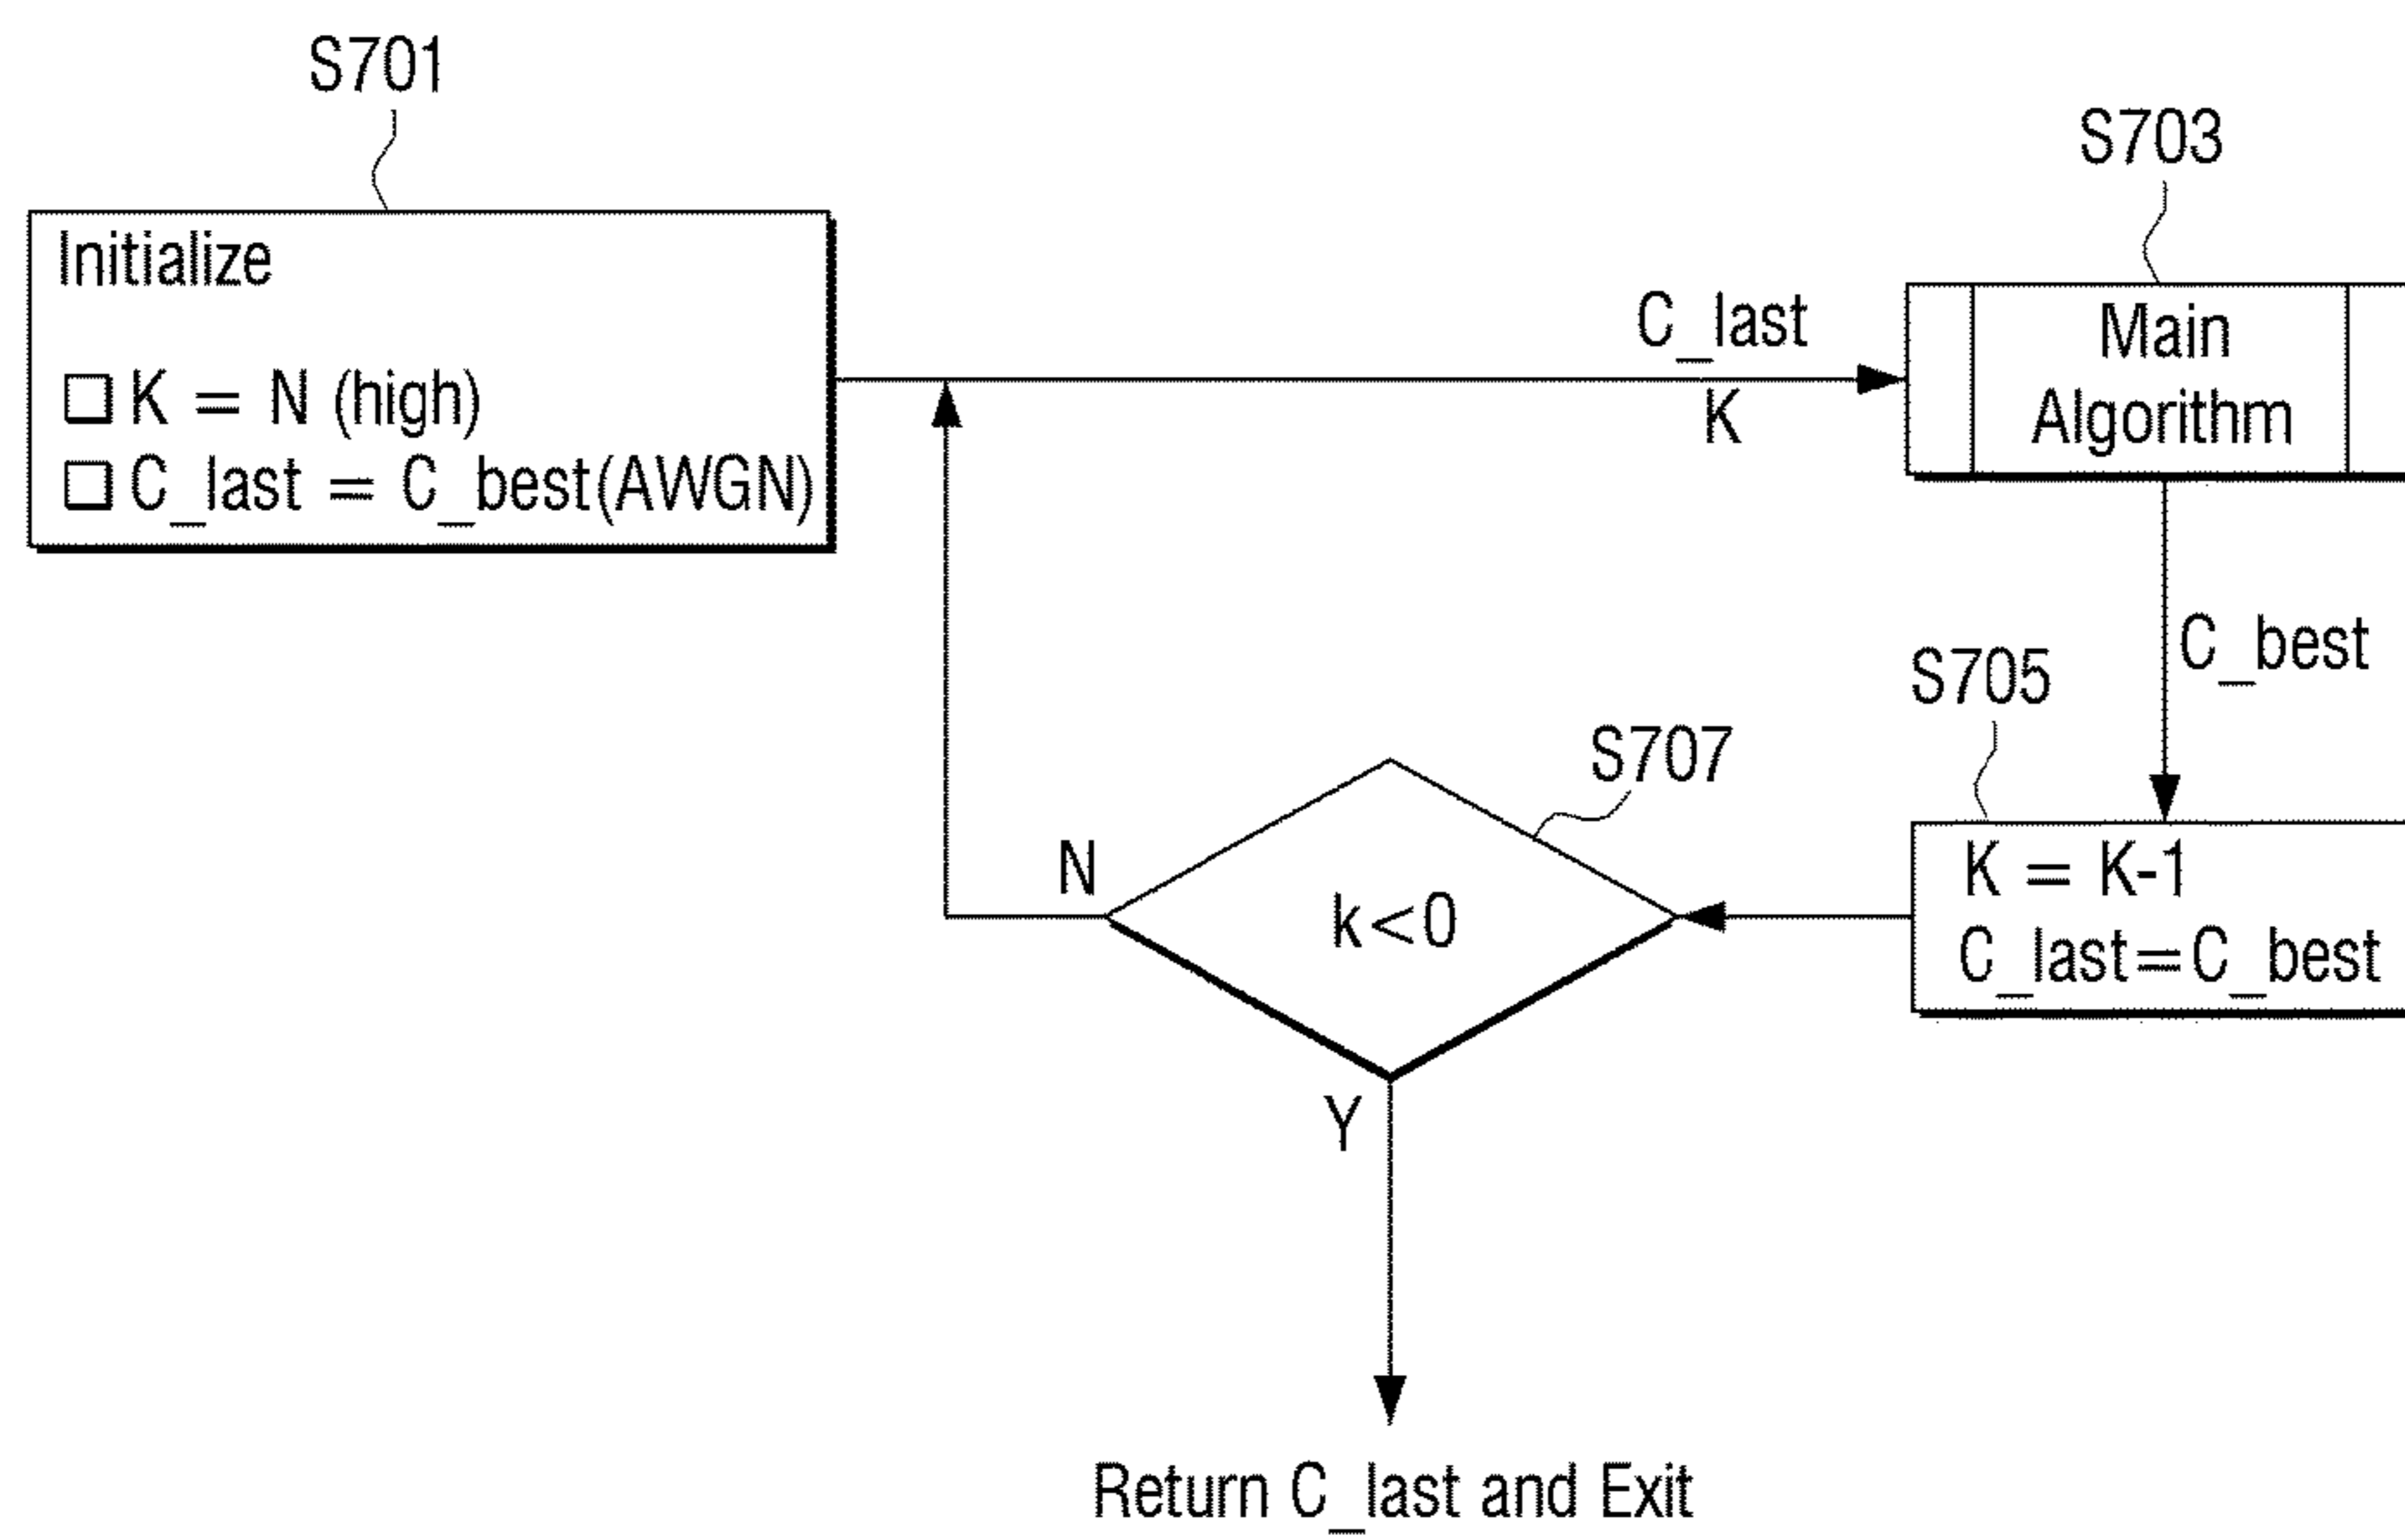 S701
Initialize
K = N (high)
C_last = C_best(AWGN)
S703
C_last
K
Main
Algorithm
C_best
S705
K = K-1
C_last=C_best
S707
k<0
N
Y
Return C_last and Exit